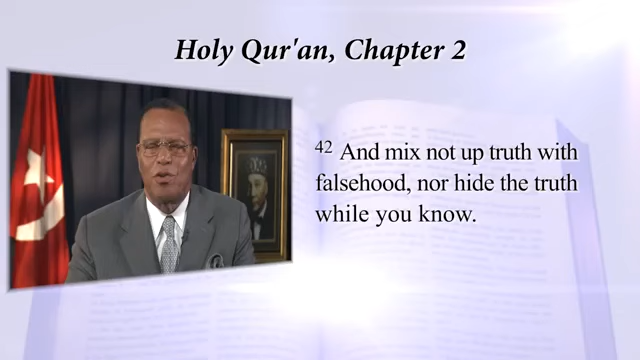 Holy Qur'an, Chapter 2
42 And mix not up truth with
falsehood, nor hide the truth
while you know.